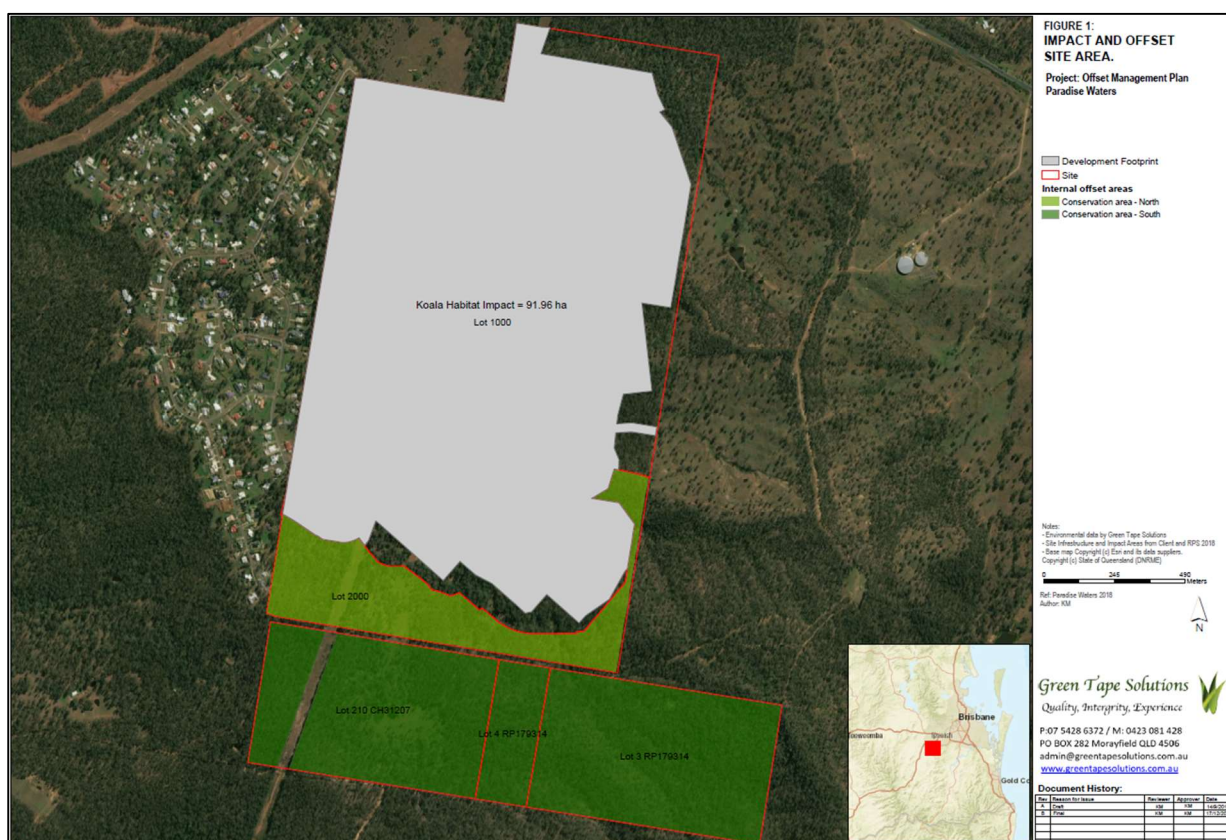 FIGURE 1:
IMPACT AND OFFSET
SITE AREA.
Project: Offset Management Plan
Paradise Waters
Development Footprint
Site
Internal offset areas
Conservation area - North
Conservation area - South
Koala Habitat Impact = 91.96 ha
Lot 1000
Lot 2000
Lot 210 CH31207
Lot 4 RP179314
Lot 3 RP179314
Notes:
- Environmental data by Green Tape Solutions
- Site Infrastructure and Impact Areas from Client and RPS 2018
- Base map Copyright (c) Esri and its data suppliers.
Copyright (c) State of Queensland (DNRME)
0 245 490
Meters
Ref: Paradise Waters 2018
Author: KM
N
Brisbane
Gold Co
Green Tape Solutions
Quality, Intergrity, Experience
P:07 5428 6372 / M: 0423 081 428
PO BOX 282 Morayfield QLD 4506
admin@greentapesolutions.com.au
www.greentapesolutions.com.au
Document History:
Rev Reason for Issue Reviewer Approver Date
A Draft KM KM
B Final KM KM